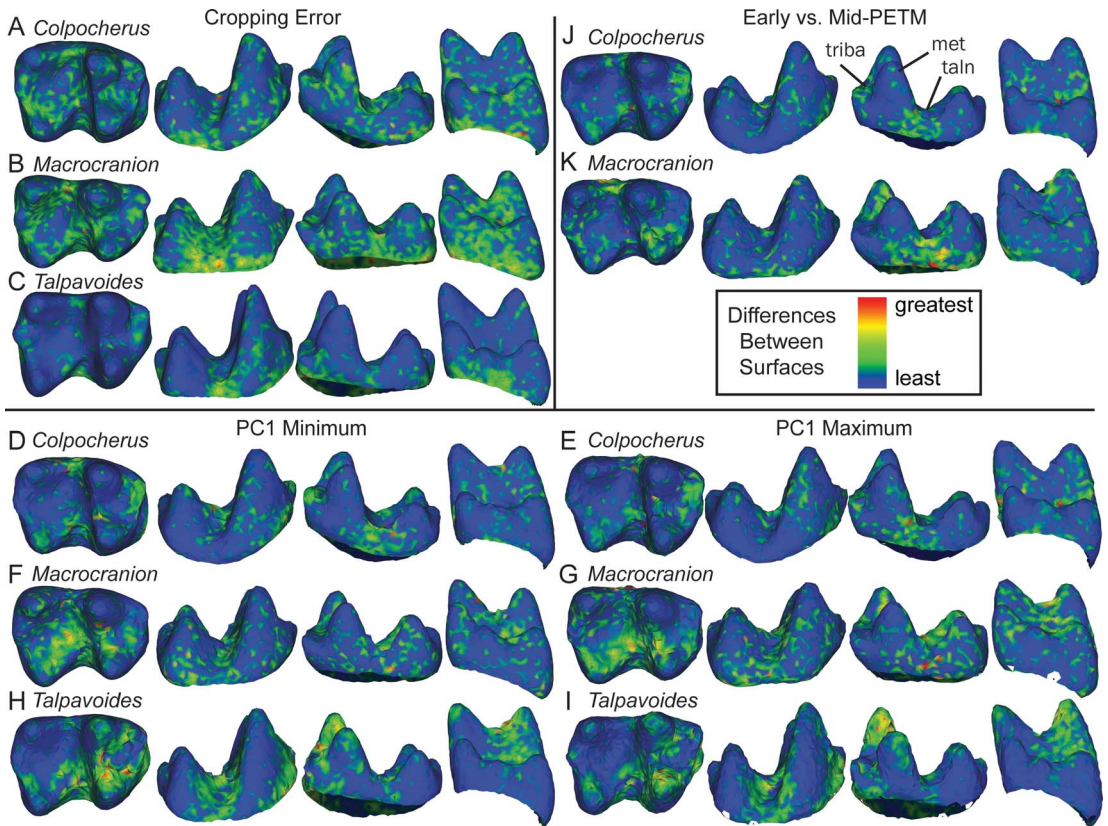 Cropping Error
A Colpocherus
B Macrocranion
C Talpavoides
Early vs. Mid-PETM
J Colpocherus
triba
met
taln
K Macrocranion
Differences
Between
Surfaces
greatest
least
PC1 Minimum
D Colpocherus
F Macrocranion
H Talpavoides
PC1 Maximum
E Colpocherus
G Macrocranion
I Talpavoides